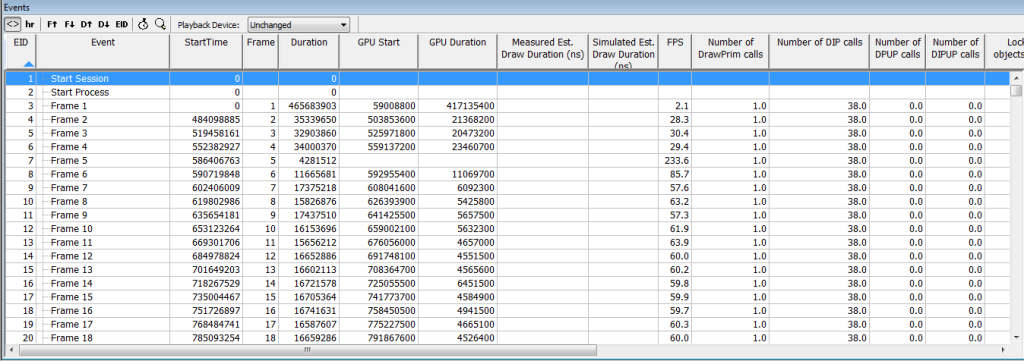 Events
<> hr F↑ F↓ D↑ D↓ EID Playback Device: Unchanged
EID Event StartTime Frame Duration GPU Start GPU Duration Measured Est. Draw Duration (ns) Simulated Est. Draw Duration (ns) FPS Number of DrawPrim calls Number of DIP calls Number of DPUP calls Number of DIPUP calls Lock objects
1 Start Session 0 0
2 Start Process 0 0
3 Frame 1 0 1 465683903 59008800 417135400 2.1 1.0 38.0 0.0 0.0
4 Frame 2 484098885 2 35339650 503853600 21368200 28.3 1.0 38.0 0.0 0.0
5 Frame 3 519458161 3 32903860 525971800 20473200 30.4 1.0 38.0 0.0 0.0
6 Frame 4 552382927 4 34000370 559137200 23460700 29.4 1.0 38.0 0.0 0.0
7 Frame 5 586406763 5 4281512 233.6 1.0 38.0 0.0 0.0
8 Frame 6 590719848 6 11665681 592955400 11069700 85.7 1.0 38.0 0.0 0.0
9 Frame 7 602406009 7 17375218 608041600 6092300 57.6 1.0 38.0 0.0 0.0
10 Frame 8 619802986 8 15826876 626393900 5425800 63.2 1.0 38.0 0.0 0.0
11 Frame 9 635654181 9 17437510 641425500 5657500 57.3 1.0 38.0 0.0 0.0
12 Frame 10 653123264 10 16153696 659002100 5632300 61.9 1.0 38.0 0.0 0.0
13 Frame 11 669301706 11 15656212 676056000 4657000 63.9 1.0 38.0 0.0 0.0
14 Frame 12 684978824 12 16652886 691748100 4551500 60.0 1.0 38.0 0.0 0.0
15 Frame 13 701649203 13 16602113 708364700 4565600 60.2 1.0 38.0 0.0 0.0
16 Frame 14 718267529 14 16721578 725055500 6451500 59.8 1.0 38.0 0.0 0.0
17 Frame 15 735004467 15 16705364 741773700 4584900 59.9 1.0 38.0 0.0 0.0
18 Frame 16 751726897 16 16741631 758450500 4941500 59.7 1.0 38.0 0.0 0.0
19 Frame 17 768484741 17 16587607 775227500 4665100 60.3 1.0 38.0 0.0 0.0
20 Frame 18 785093254 18 16659286 791867600 4526400 60.0 1.0 38.0 0.0 0.0